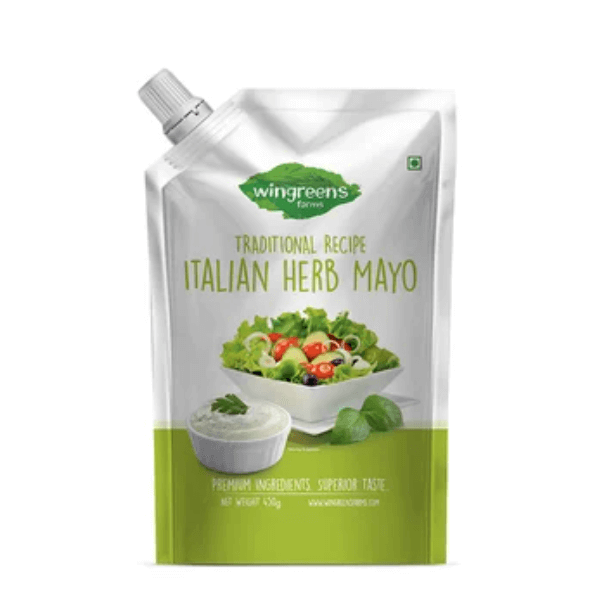 wingreens
farms
TRADITIONAL RECIPE
ITALIAN HERB MAYO
PREMIUM INGREDIENTS. SUPERIOR TASTE.
NET WEIGHT 450g
WWW.WINGREENSFARMS.COM